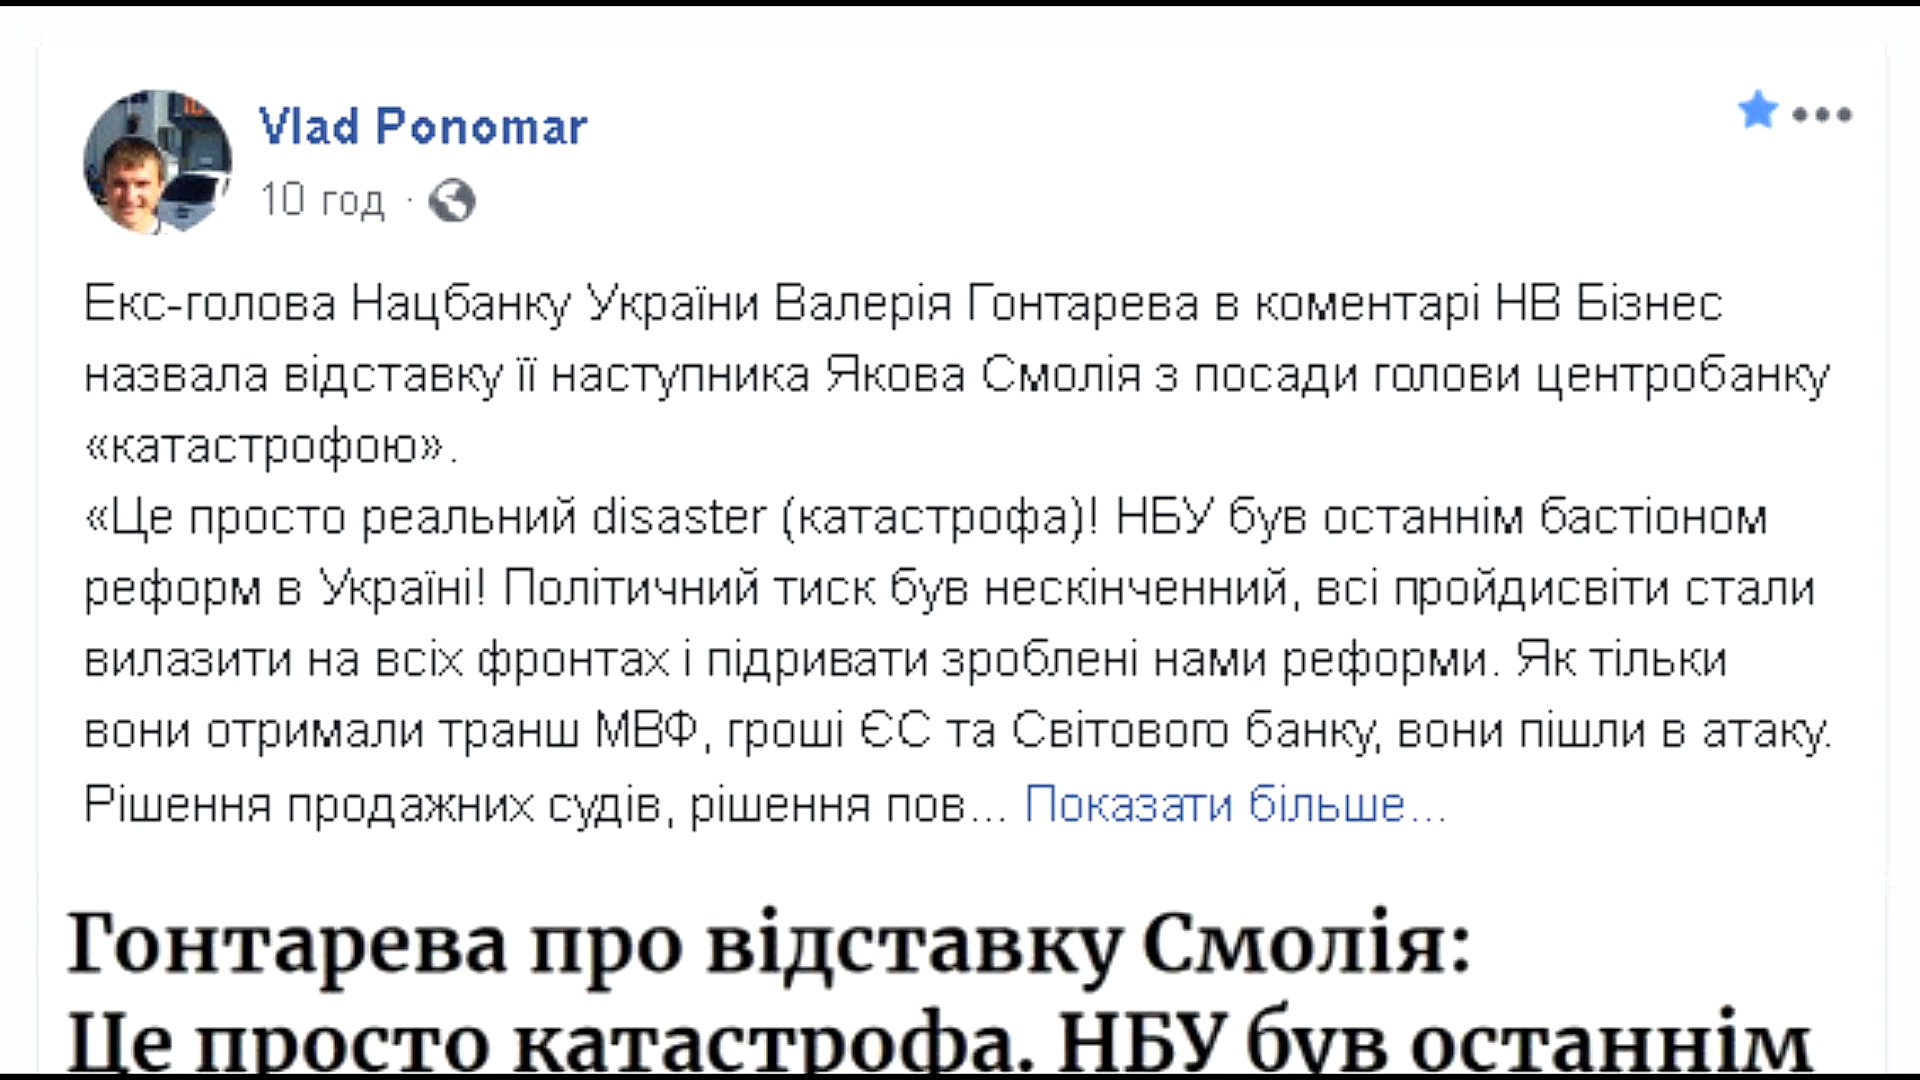 Vlad Ponomar
10 год ·
Екс-голова Нацбанку України Валерія Гонтарева в коментарі НВ Бізнес
назвала відставку її наступника Якова Смолія з посади голови центробанку
«катастрофою».
«Це просто реальний disaster (катастрофа)! НБУ був останнім бастіоном
реформ в Україні! Політичний тиск був нескінченний, всі пройдисвіти стали
вилазити на всіх фронтах і підривати зроблені нами реформи. Як тільки
вони отримали транш МВФ, гроші ЄС та Світового банку, вони пішли в атаку.
Рішення продажних судів, рішення пов... Показати більше...
Гонтарева про відставку Смолія:
Це просто катастрофа. НБУ був останнім